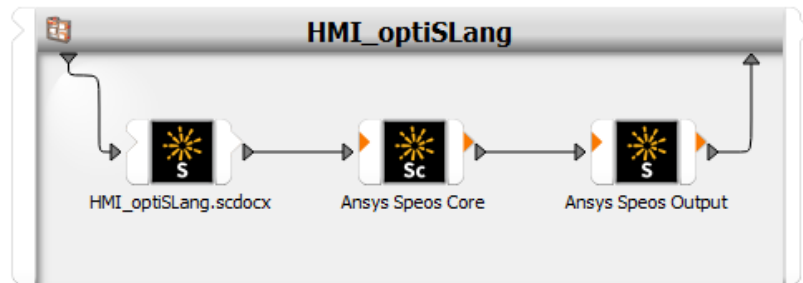 HMI_optiSLang
S
Sc
S
HMI_optiSLang.scdocx
Ansys Speos Core
Ansys Speos Output